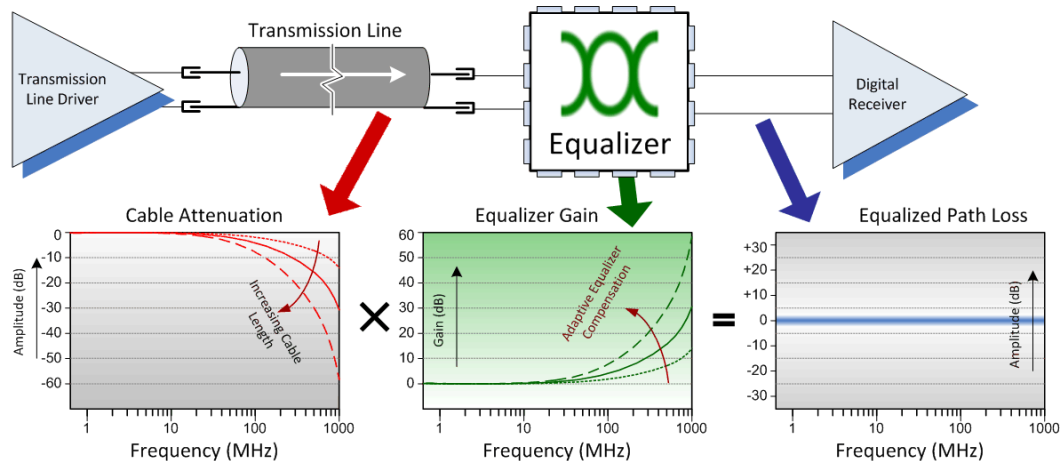 Transmission Line
Transmission
Line Driver
Equalizer
Digital
Receiver
Cable Attenuation
Amplitude (dB)
0
-10
-20
-30
-40
-50
-60
Increasing Cable
Length
1
10
100
1000
Frequency (MHz)
×
Equalizer Gain
Gain (dB)
60
50
40
30
20
10
0
Adaptive Equalizer
Compensation
1
10
100
1000
Frequency (MHz)
=
Equalized Path Loss
+30
+20
+10
0
-10
-20
-30
Amplitude (dB)
1
10
100
1000
Frequency (MHz)